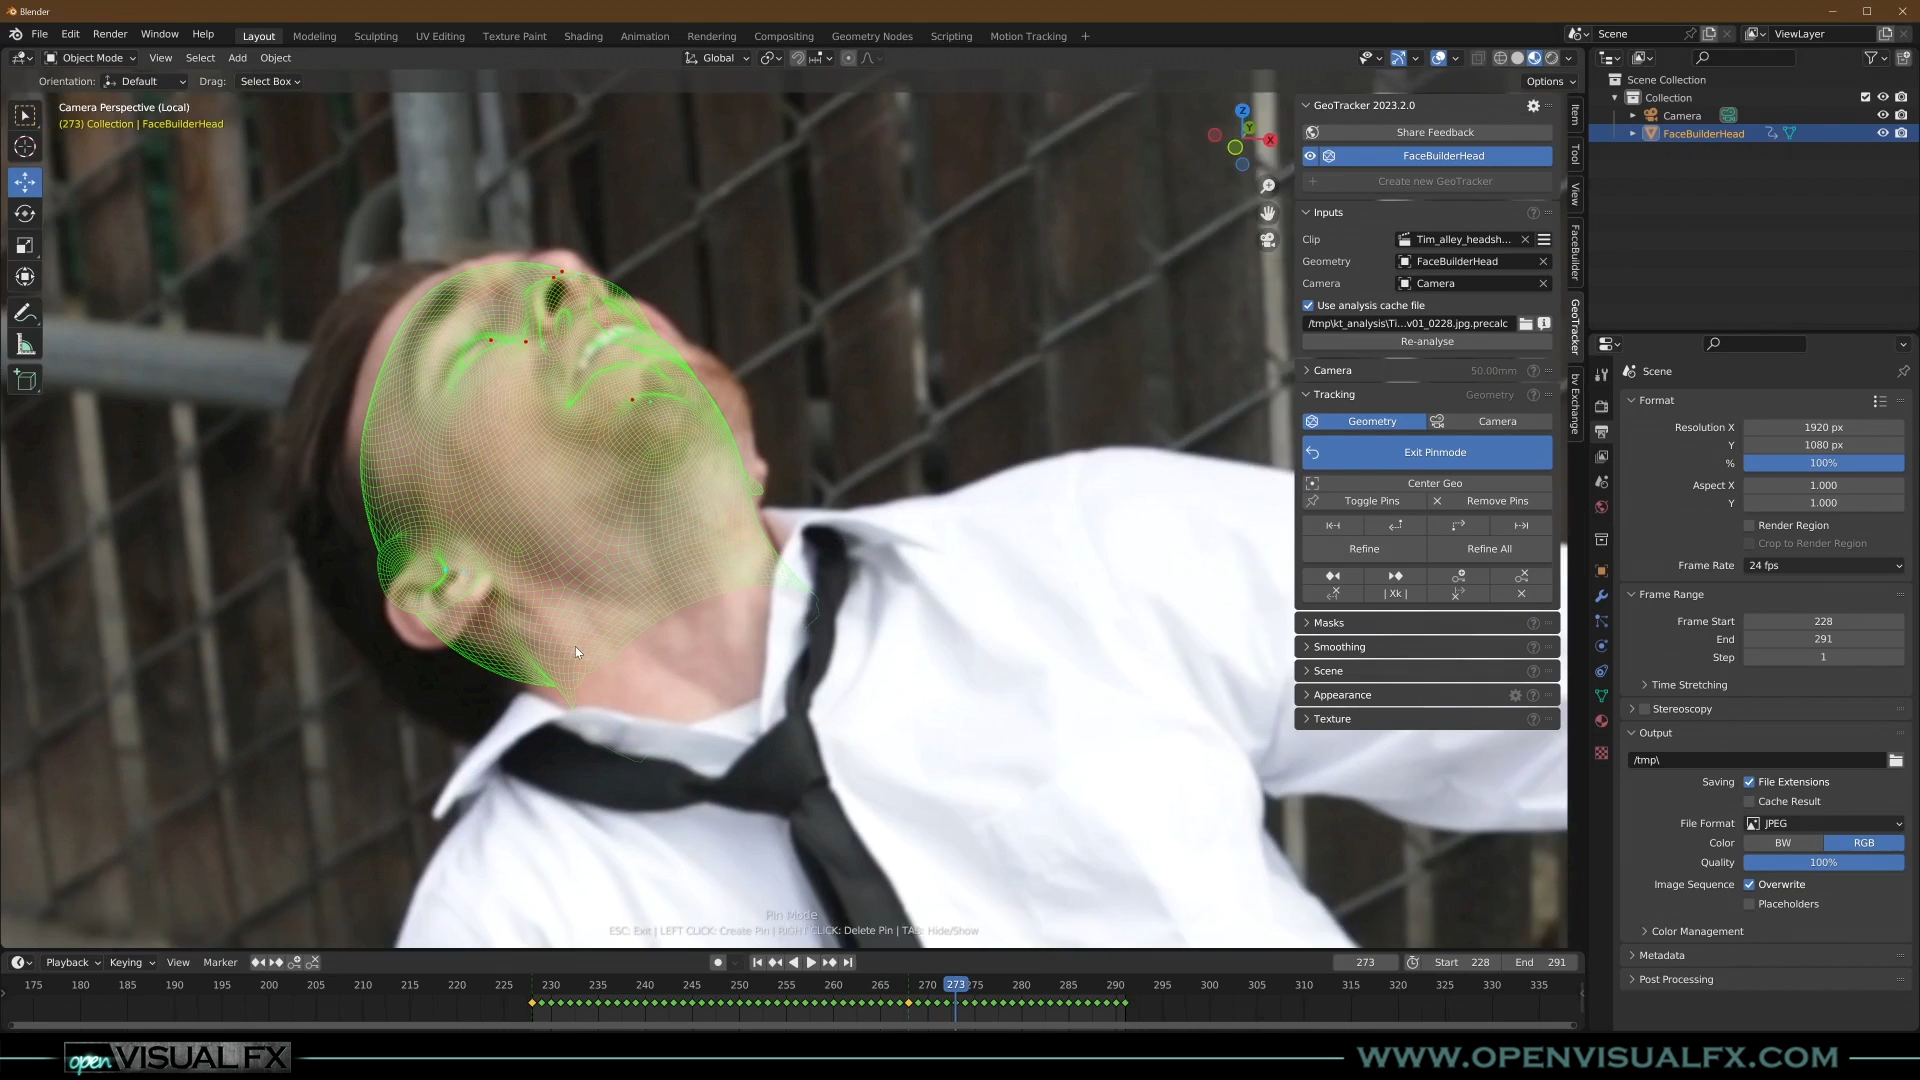 Blender
File Edit Render Window Help Layout Modeling Sculpting UV Editing Texture Paint Shading Animation Rendering Compositing Geometry Nodes Scripting Motion Tracking + Scene ViewLayer
Object Mode View Select Add Object Global
Orientation: Default Drag: Select Box Options
Camera Perspective (Local)
(273) Collection | FaceBuilderHead
Z
Y
X
GeoTracker 2023.2.0
Share Feedback
FaceBuilderHead
Create new GeoTracker
Inputs
Clip Tim_alley_headsh...
Geometry FaceBuilderHead
Camera Camera
Use analysis cache file
/tmp\kt_analysis\Ti...v01_0228.jpg.precalc
Re-analyse
Camera 50.00mm
Tracking Geometry
Geometry Camera
Exit Pinmode
Center Geo
Toggle Pins Remove Pins
Refine Refine All
| Xk |
Masks
Smoothing
Scene
Appearance
Texture
Item
Tool
View
FaceBuilder
GeoTracker
bv Exchange
Scene Collection
Collection
Camera
FaceBuilderHead
Scene
Format
Resolution X 1920 px
Y 1080 px
% 100%
Aspect X 1.000
Y 1.000
Render Region
Crop to Render Region
Frame Rate 24 fps
Frame Range
Frame Start 228
End 291
Step 1
Time Stretching
Stereoscopy
Output
/tmp\
Saving File Extensions
Cache Result
File Format JPEG
Color BW RGB
Quality 100%
Image Sequence Overwrite
Placeholders
Color Management
Metadata
Post Processing
Pin Mode
ESC: Exit | LEFT CLICK: Create Pin | RIGHT CLICK: Delete Pin | TAB: Hide/Show
Playback Keying View Marker 273 Start 228 End 291
175 180 185 190 195 200 205 210 215 220 225 230 235 240 245 250 255 260 265 270 273 275 280 285 290 295 300 305 310 315 320 325 330 335
open VISUALFX
WWW.OPENVISUALFX.COM